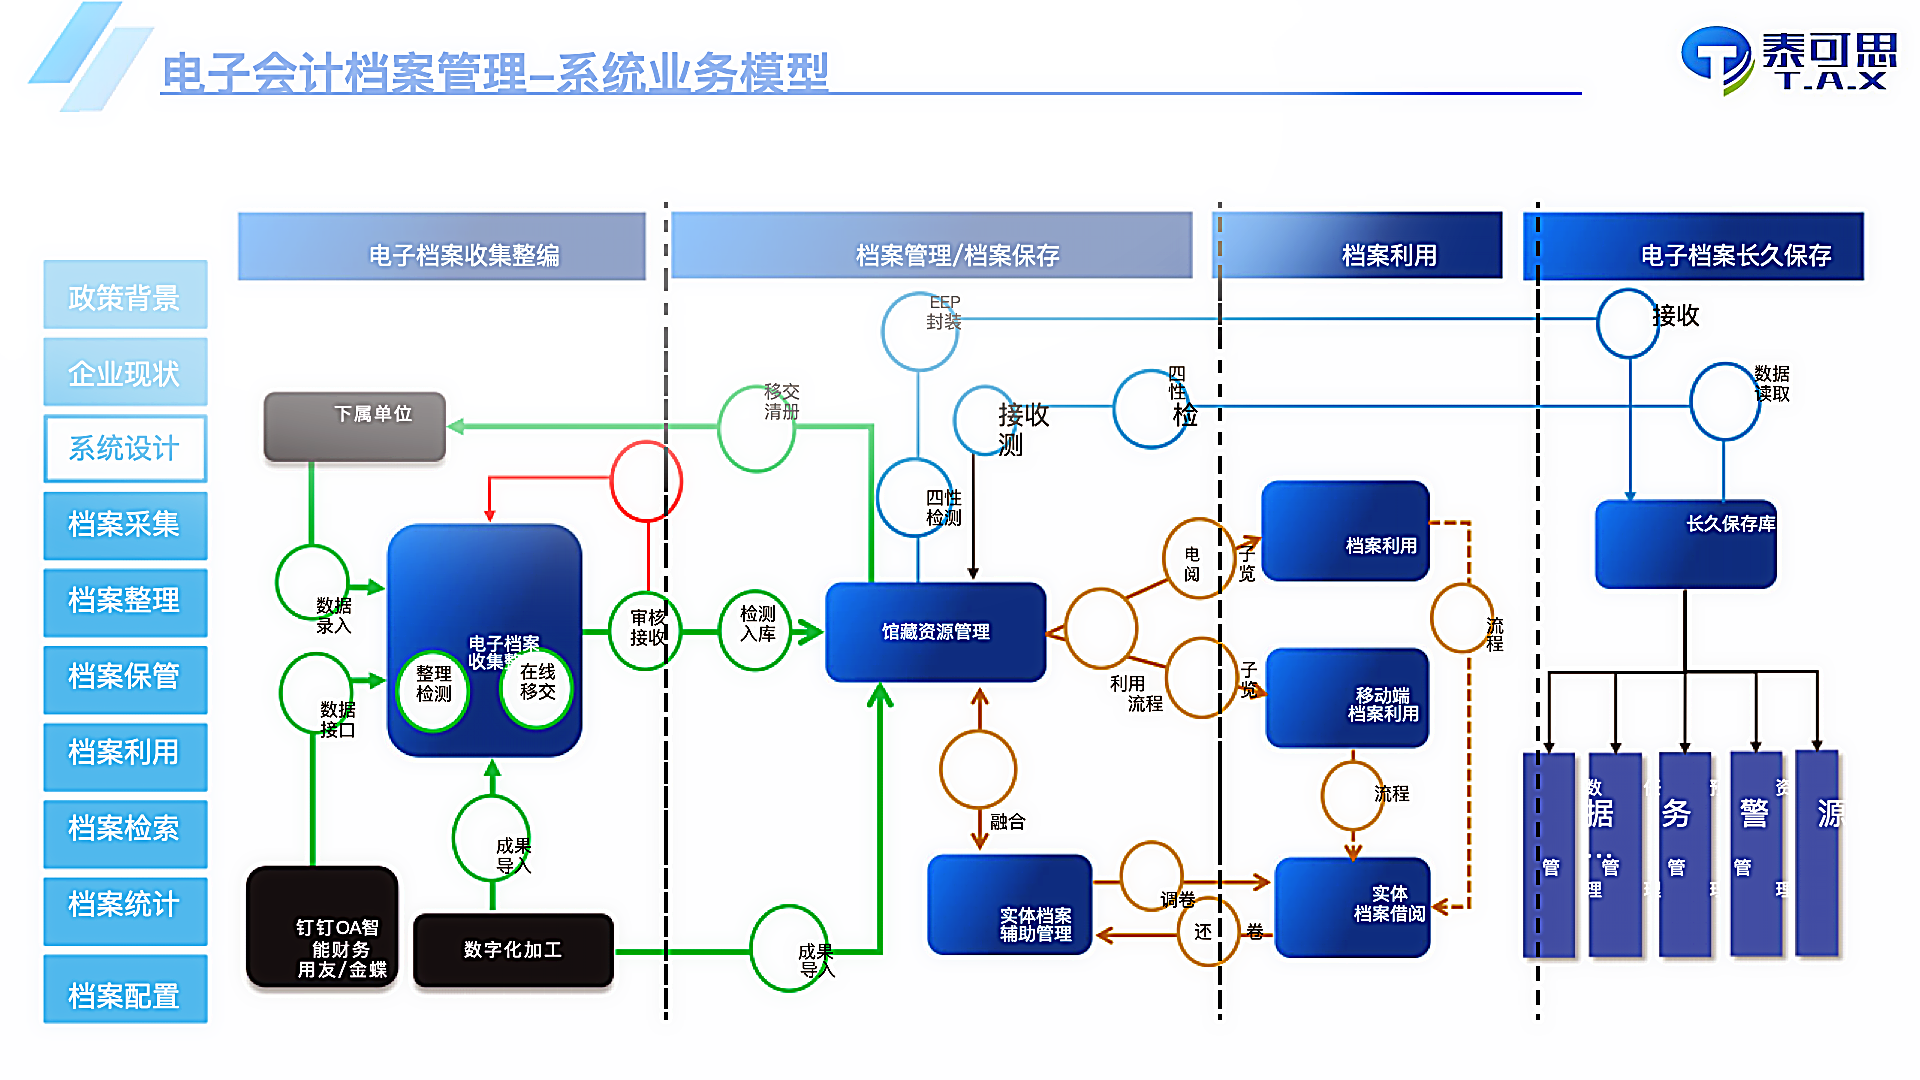 电子会计档案管理–系统业务模型
泰可思
T.A.X
电子档案收集整编
档案管理/档案保存
档案利用
电子档案长久保存
政策背景
企业现状
系统设计
档案采集
档案整理
档案保管
档案利用
档案检索
档案统计
档案配置
下属单位
移交
清册
EEP
封装
接收
测
四
性
检
接收
数据
读取
四性
检测
长久保存库
数据
录入
数据
接口
电子档案
收集整
整理
检测
在线
移交
审核
接收
检测
入库
馆藏资源管理
利用
流程
电 子
阅 览
子
览
档案利用
移动端
档案利用
流
程
流程
融合
成果
导入
成果
导入
钉钉OA智
能财务
用友/金蝶
数字化加工
实体档案
辅助管理
调卷
还 卷
实体
档案借阅
数 任 预 资
据 务 警 源
…
管 管 管 管
理 理 理 理